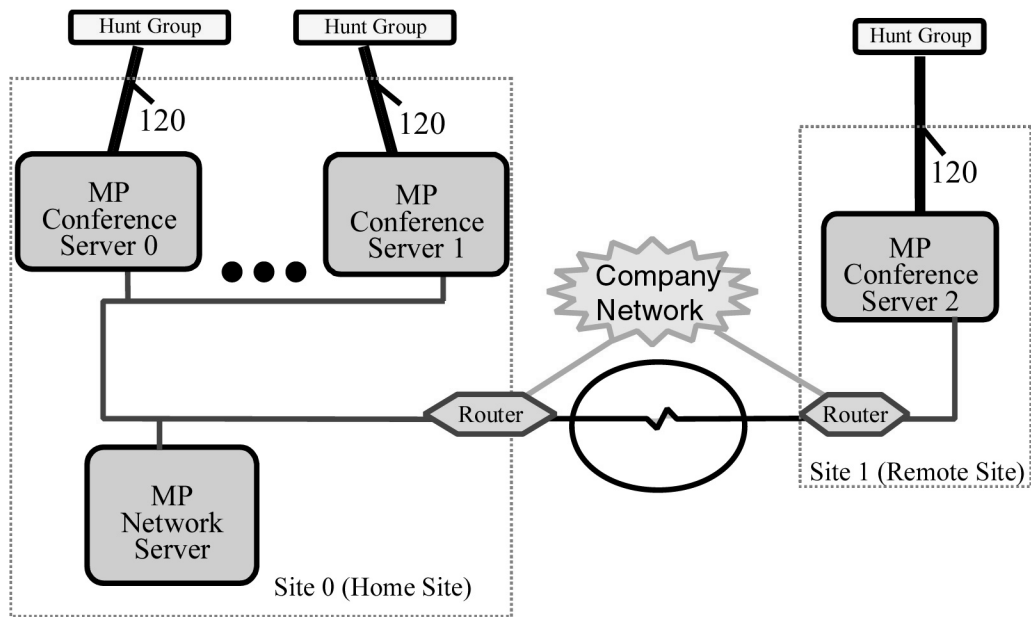 Hunt Group
Hunt Group
Hunt Group
120
120
120
MP
Conference
Server 0
MP
Conference
Server 1
MP
Conference
Server 2
Company
Network
Router
Router
MP
Network
Server
Site 1 (Remote Site)
Site 0 (Home Site)